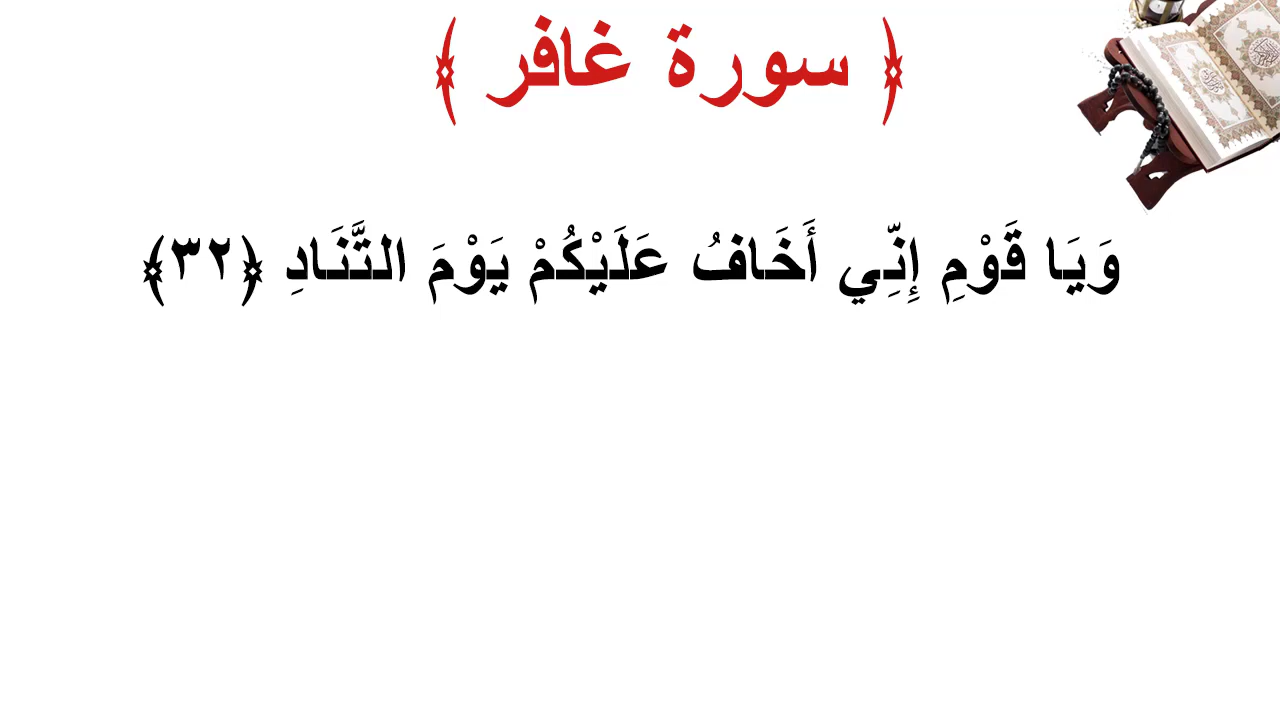 ﴿ سورة غافر ﴾
وَيَا قَوْمِ إِنِّي أَخَافُ عَلَيْكُمْ يَوْمَ التَّنَادِ ﴿٣٢﴾